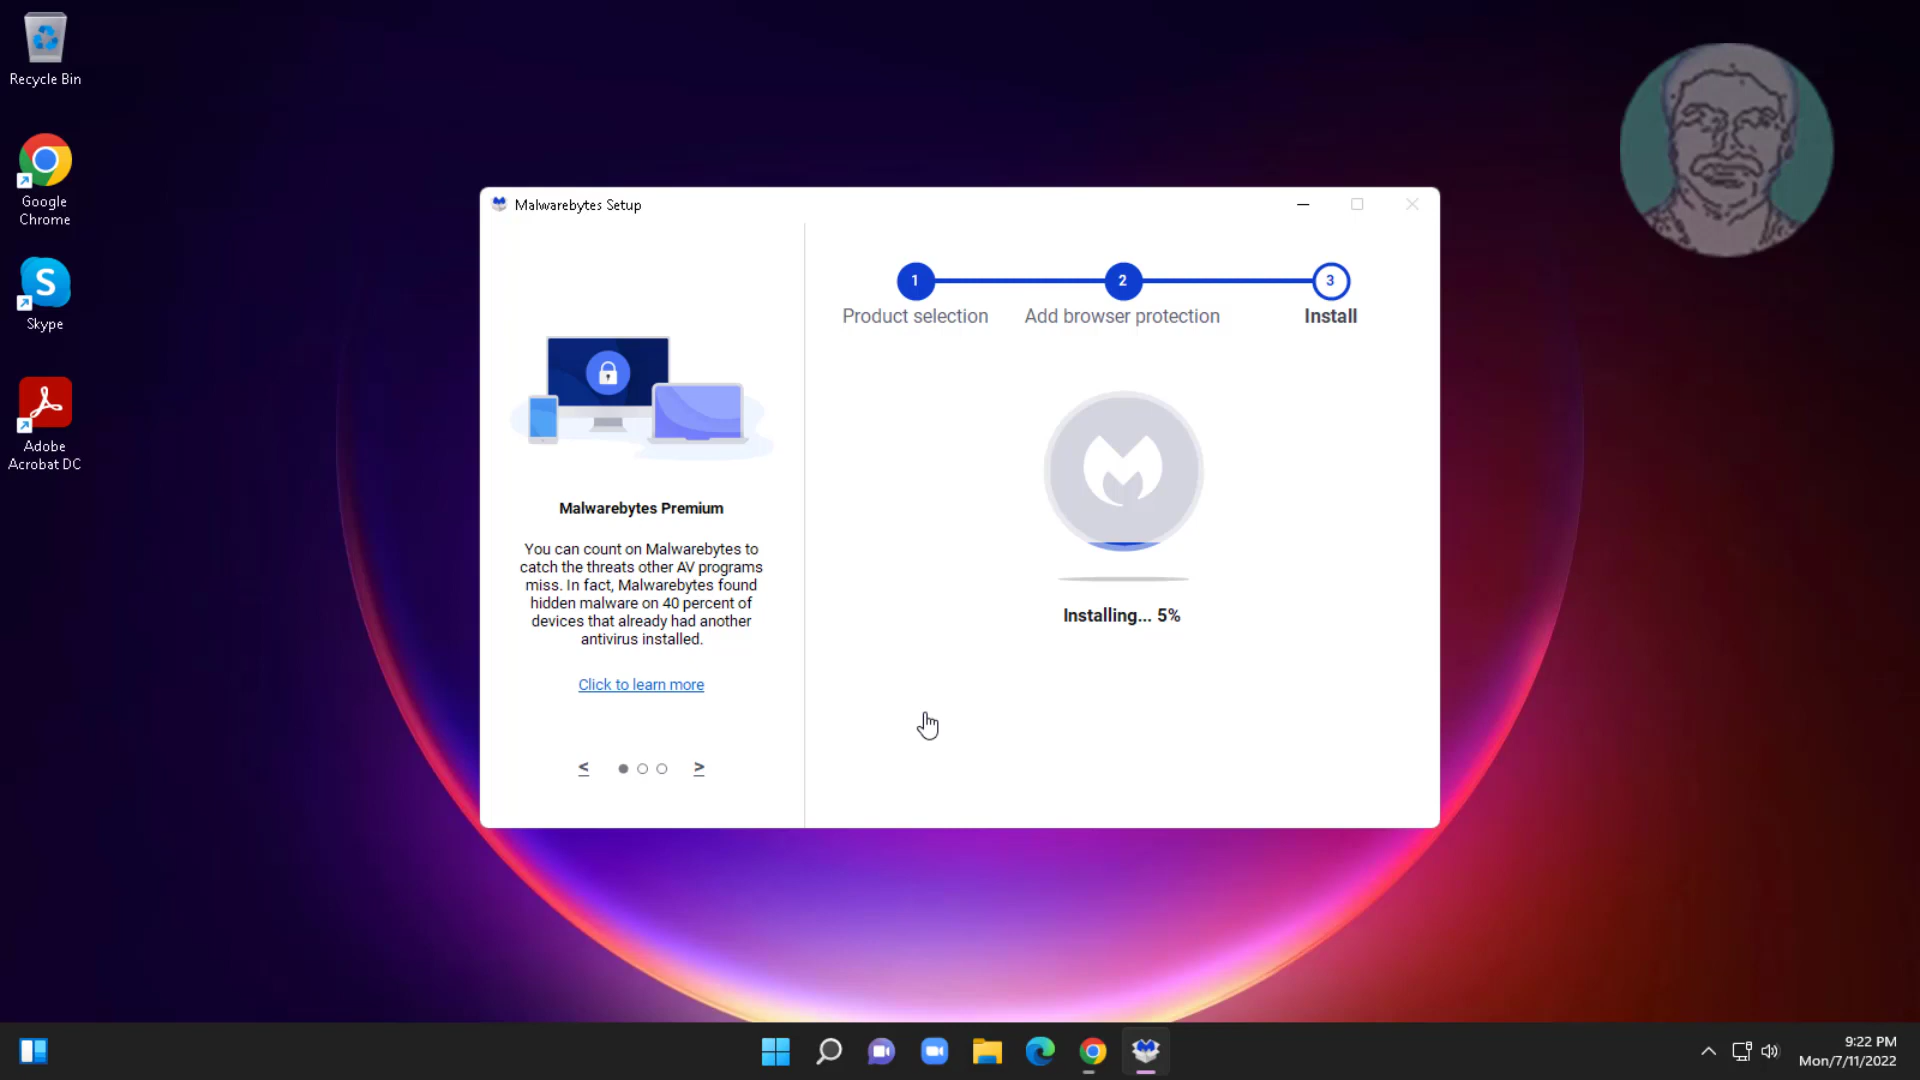 Recycle Bin
Google
Chrome
S
Skype
Adobe
Acrobat DC
Malwarebytes Setup
1
2
3
Product selection
Add browser protection
Install
Malwarebytes Premium
You can count on Malwarebytes to
catch the threats other AV programs
miss. In fact, Malwarebytes found
hidden malware on 40 percent of
devices that already had another
antivirus installed.
Click to learn more
< >
Installing... 5%
9:22 PM
Mon/7/11/2022